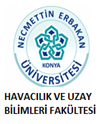 NECMETTİN ERBAKAN
ÜNİVERSİTESİ
KONYA
HAVACILIK VE UZAY
BİLİMLERİ FAKÜLTESİ